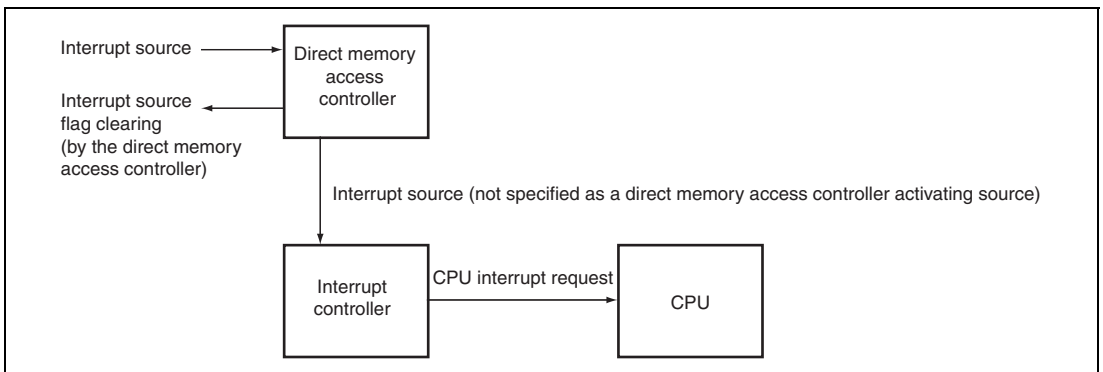 Interrupt source
Direct memory
access
controller
Interrupt source
flag clearing
(by the direct memory
access controller)
Interrupt source (not specified as a direct memory access controller activating source)
Interrupt
controller
CPU interrupt request
CPU